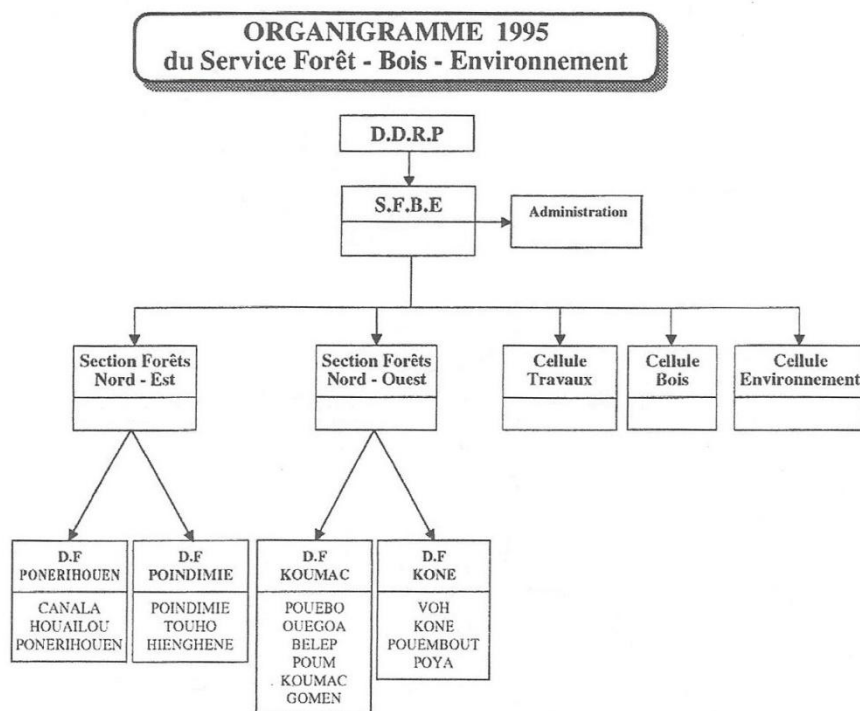 ORGANIGRAMME 1995
du Service Forêt - Bois - Environnement
D.D.R.P
S.F.B.E
Administration
Section Forêts
Nord - Est
Section Forêts
Nord - Ouest
Cellule
Travaux
Cellule
Bois
Cellule
Environnement
D.F
PONERIHOUEN
CANALA
HOUAILOU
PONERIHOUEN
D.F
POINDIMIE
POINDIMIE
TOUHO
HIENGHENE
D.F
KOUMAC
POUEBO
OUEGOA
BELEP
POUM
KOUMAC
GOMEN
D.F
KONE
VOH
KONE
POUEMBOUT
POYA